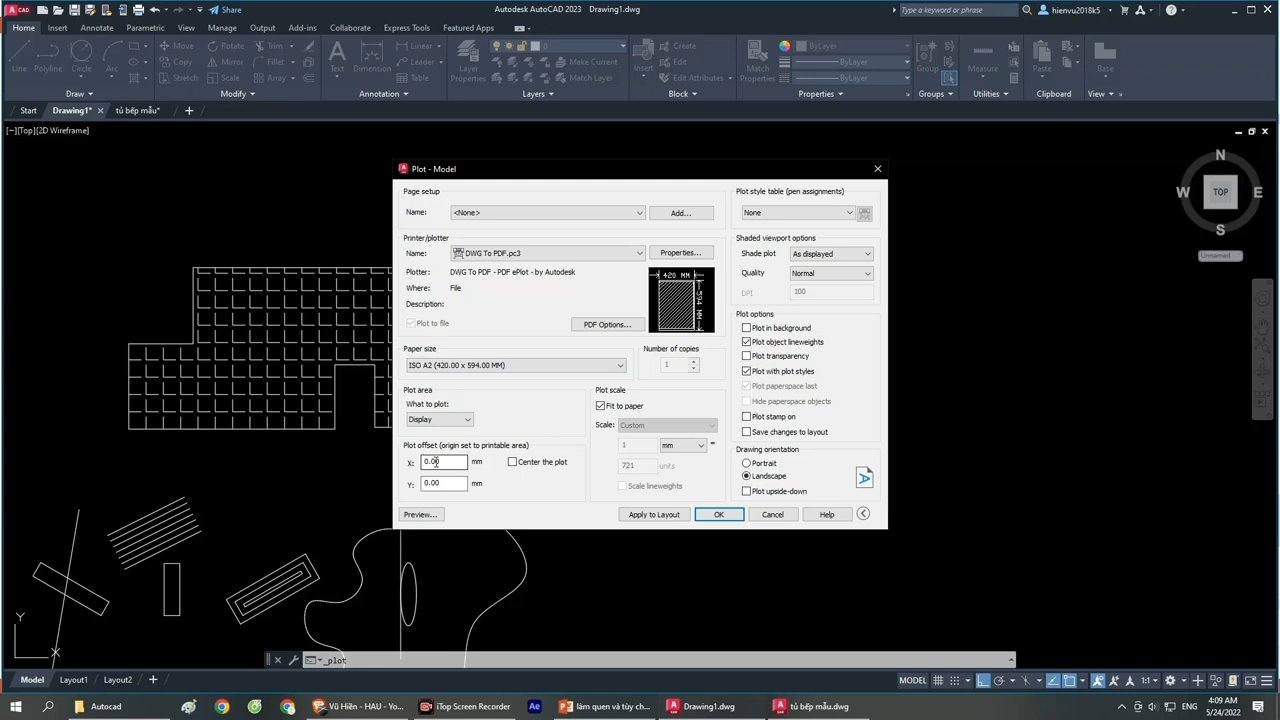 CAD
Share
Autodesk AutoCAD 2023 Drawing1.dwg
Type a keyword or phrase
hienvu2018k5
Home Insert Annotate Parametric View Manage Output Add-ins Collaborate Express Tools Featured Apps
Line Polyline Circle Arc
Move Rotate Trim
Copy Mirror Fillet
Stretch Scale Array
Text Dimension
Linear
Leader
Table
Layer Properties
0
Make Current
Match Layer
Insert
Create
Edit
Edit Attributes
Match Properties
ByLayer
ByLayer
ByLayer
Group
Measure
Paste
Base
Draw Modify Annotation Layers Block Properties Groups Utilities Clipboard View
Start Drawing1* tủ bếp mẫu*
[−][Top][2D Wireframe]
N
W TOP E
S
Unnamed
Plot - Model
Page setup
Name: <None> Add...
Printer/plotter
Name: DWG To PDF.pc3 Properties...
Plotter: DWG To PDF - PDF ePlot - by Autodesk
Where: File
Description:
Plot to file
PDF Options...
420 MM
594 MM
Paper size
ISO A2 (420.00 x 594.00 MM)
Number of copies
1
Plot area
What to plot:
Display
Plot scale
Fit to paper
Scale: Custom
1 mm =
721 units
Scale lineweights
Plot offset (origin set to printable area)
X: 0.00 mm Center the plot
Y: 0.00 mm
Plot style table (pen assignments)
None
Shaded viewport options
Shade plot As displayed
Quality Normal
DPI 100
Plot options
Plot in background
Plot object lineweights
Plot transparency
Plot with plot styles
Plot paperspace last
Hide paperspace objects
Plot stamp on
Save changes to layout
Drawing orientation
Portrait
Landscape
Plot upside-down
A
Preview... Apply to Layout OK Cancel Help
Y
X
_plot
Model Layout1 Layout2
MODEL 1:1
Autocad
Vũ Hiền - HAU - Yo...
iTop Screen Recorder
Ae
làm quen và tùy ch...
Drawing1.dwg
tủ bếp mẫu.dwg
4:09 AM
5/24/2022